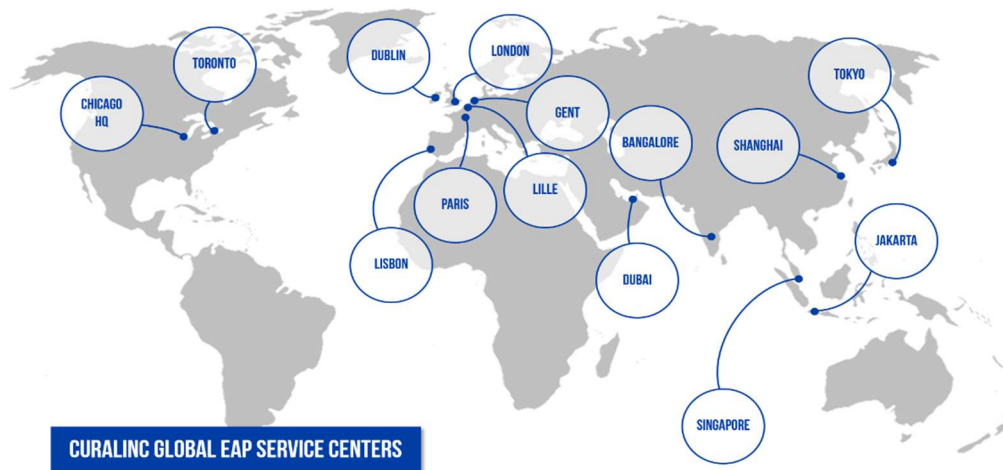 TORONTO
DUBLIN
LONDON
TOKYO
CHICAGO
HQ
GENT
BANGALORE
SHANGHAI
LILLE
PARIS
JAKARTA
LISBON
DUBAI
SINGAPORE
CURALINC GLOBAL EAP SERVICE CENTERS